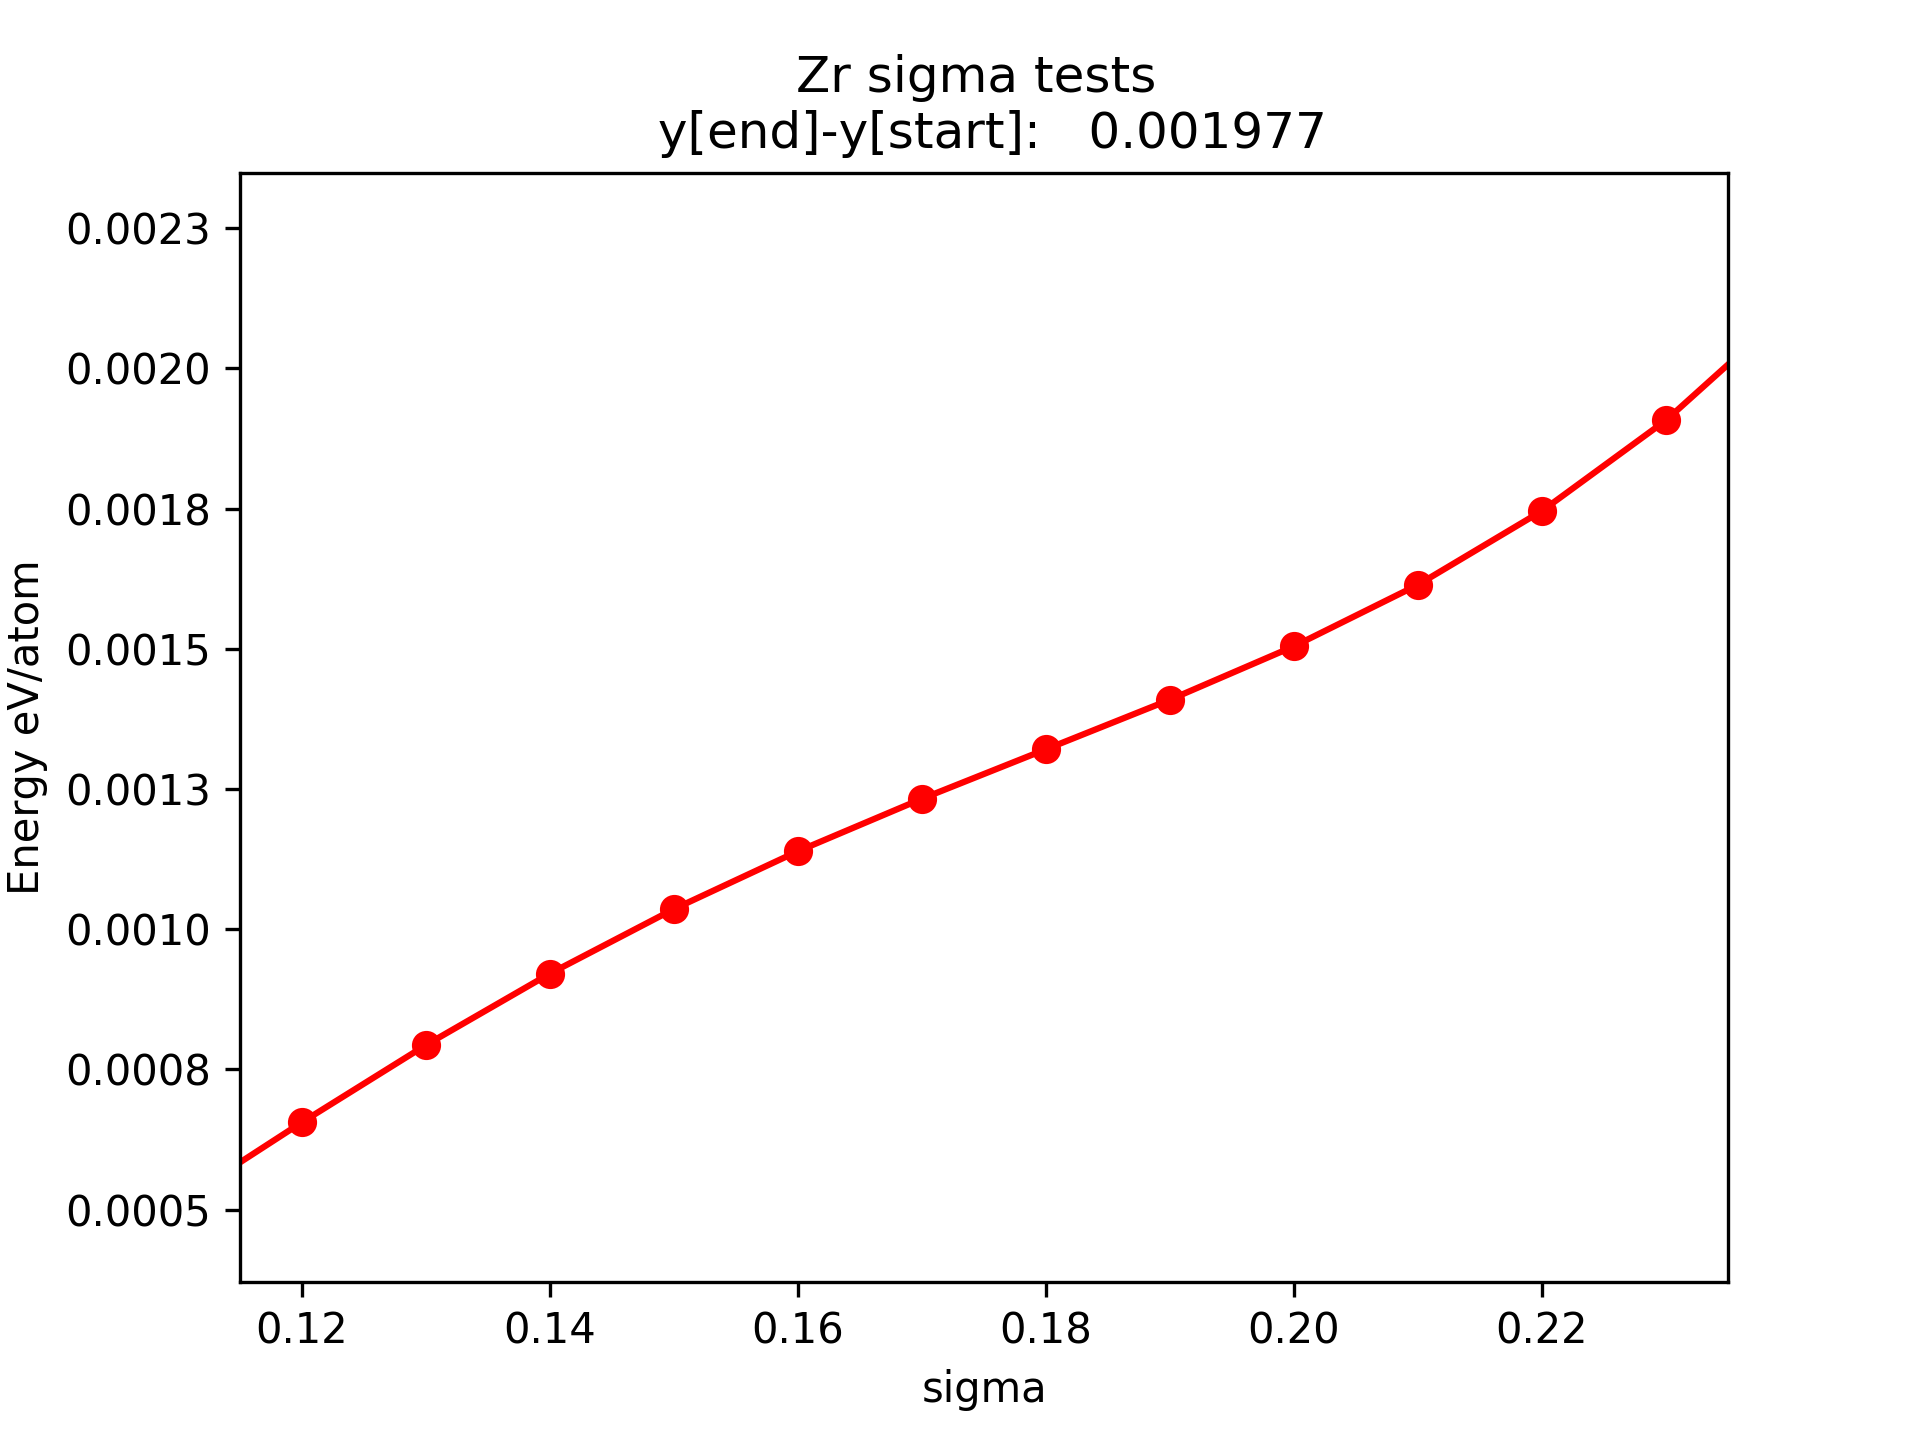 Zr sigma tests
y[end]-y[start]: 0.001977
Energy eV/atom
0.0023
0.0020
0.0018
0.0015
0.0013
0.0010
0.0008
0.0005
0.12 0.14 0.16 0.18 0.20 0.22
sigma